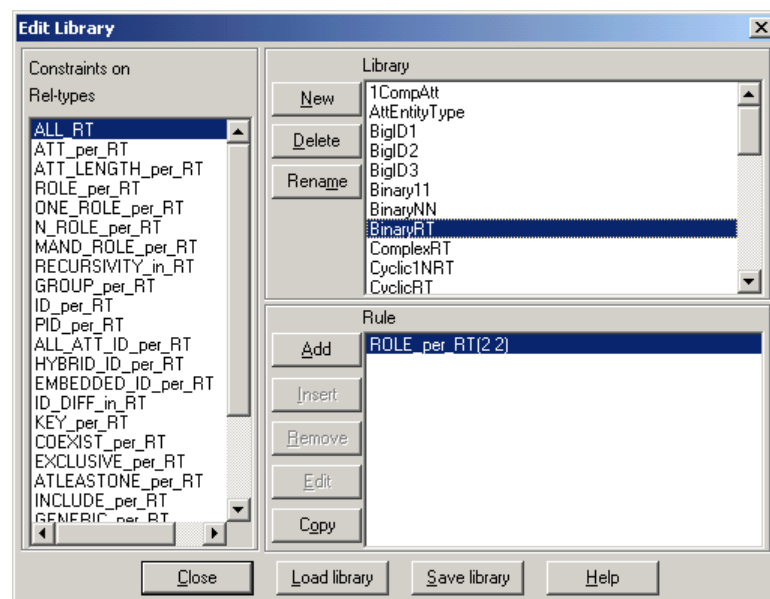 Edit Library
Constraints on
Rel-types
ALL_RT
ATT_per_RT
ATT_LENGTH_per_RT
ROLE_per_RT
ONE_ROLE_per_RT
N_ROLE_per_RT
MAND_ROLE_per_RT
RECURSIVITY_in_RT
GROUP_per_RT
ID_per_RT
PID_per_RT
ALL_ATT_ID_per_RT
HYBRID_ID_per_RT
EMBEDDED_ID_per_RT
ID_DIFF_in_RT
KEY_per_RT
COEXIST_per_RT
EXCLUSIVE_per_RT
ATLEASTONE_per_RT
INCLUDE_per_RT
GENERIC_per_RT
Library
New
Delete
Rename
1CompAtt
AttEntityType
BigID1
BigID2
BigID3
Binary11
BinaryNN
BinaryRT
ComplexRT
Cyclic1NRT
CyclicRT
Rule
Add
Insert
Remove
Edit
Copy
ROLE_per_RT(2 2)
Close
Load library
Save library
Help